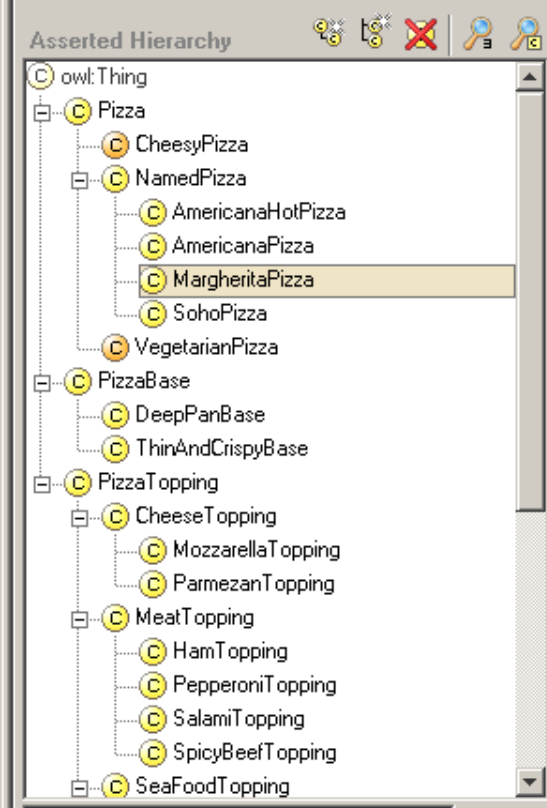 Asserted Hierarchy
C owl:Thing
C Pizza
C CheesyPizza
C NamedPizza
C AmericanaHotPizza
C AmericanaPizza
C MargheritaPizza
C SohoPizza
C VegetarianPizza
C PizzaBase
C DeepPanBase
C ThinAndCrispyBase
C PizzaTopping
C CheeseTopping
C MozzarellaTopping
C ParmezanTopping
C MeatTopping
C HamTopping
C PepperoniTopping
C SalamiTopping
C SpicyBeefTopping
C SeaFoodTopping